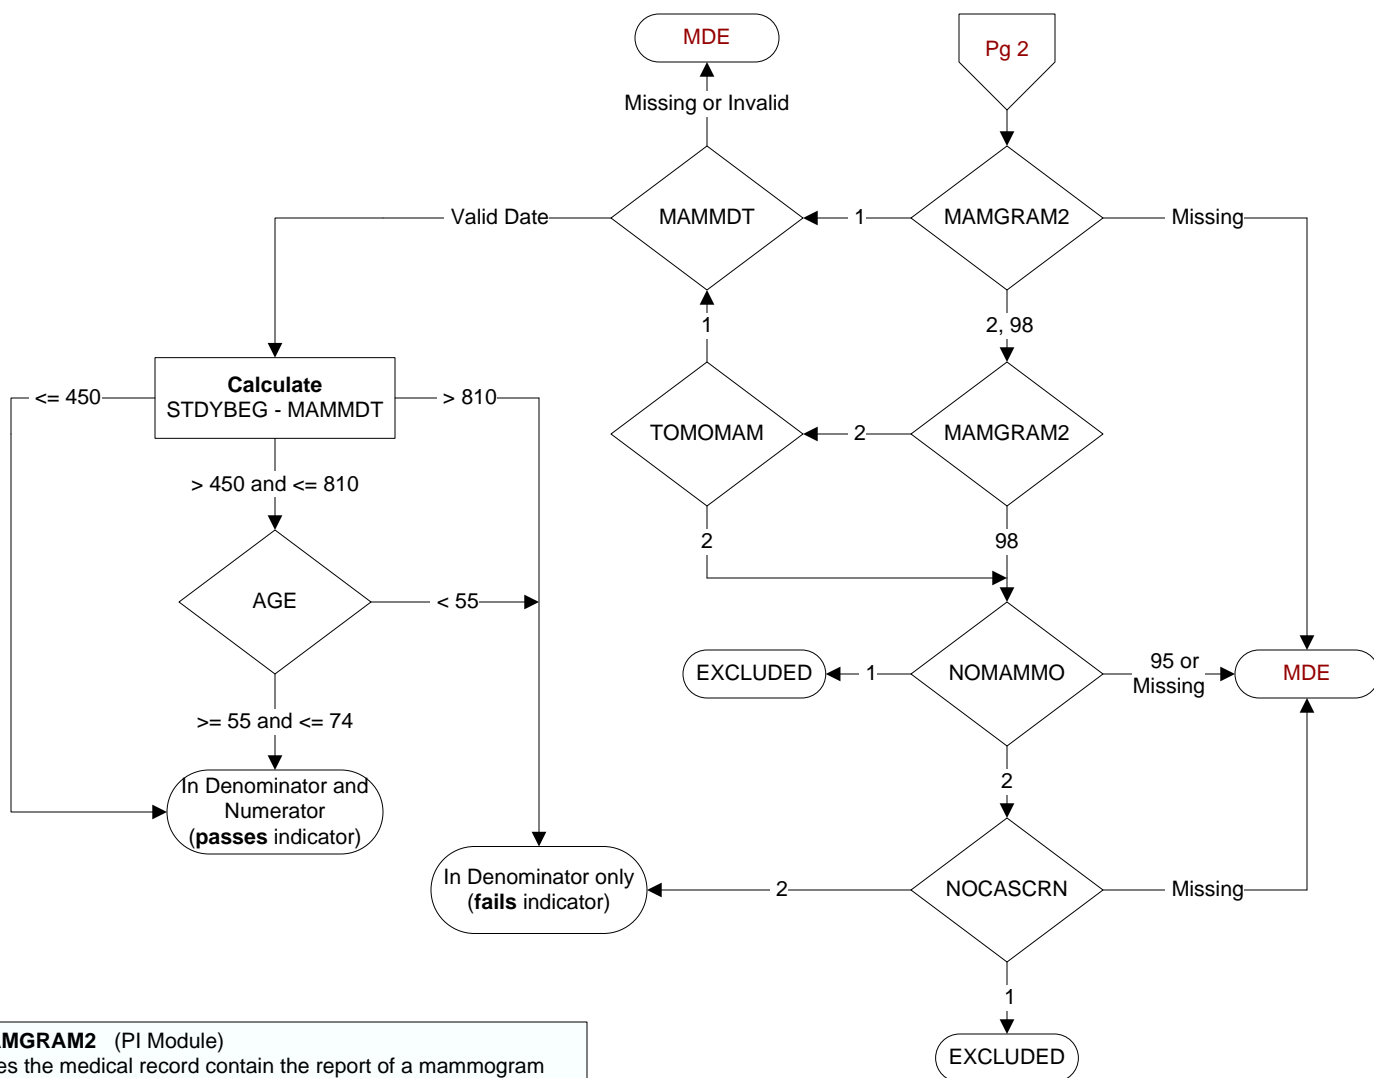 MDE
Pg 2
Missing or Invalid
Valid Date
MAMMDT
1
MAMGRAM2
Missing
1
2, 98
<= 450
Calculate
STDYBEG - MAMMDT
> 810
TOMOMAM
2
MAMGRAM2
> 450 and <= 810
2
98
AGE
< 55
EXCLUDED
1
NOMAMMO
95 or
Missing
MDE
>= 55 and <= 74
2
In Denominator and
Numerator
(passes indicator)
In Denominator only
(fails indicator)
2
NOCASCRN
Missing
1
EXCLUDED
AMGRAM2 (PI Module)
es the medical record contain the report of a mammogram